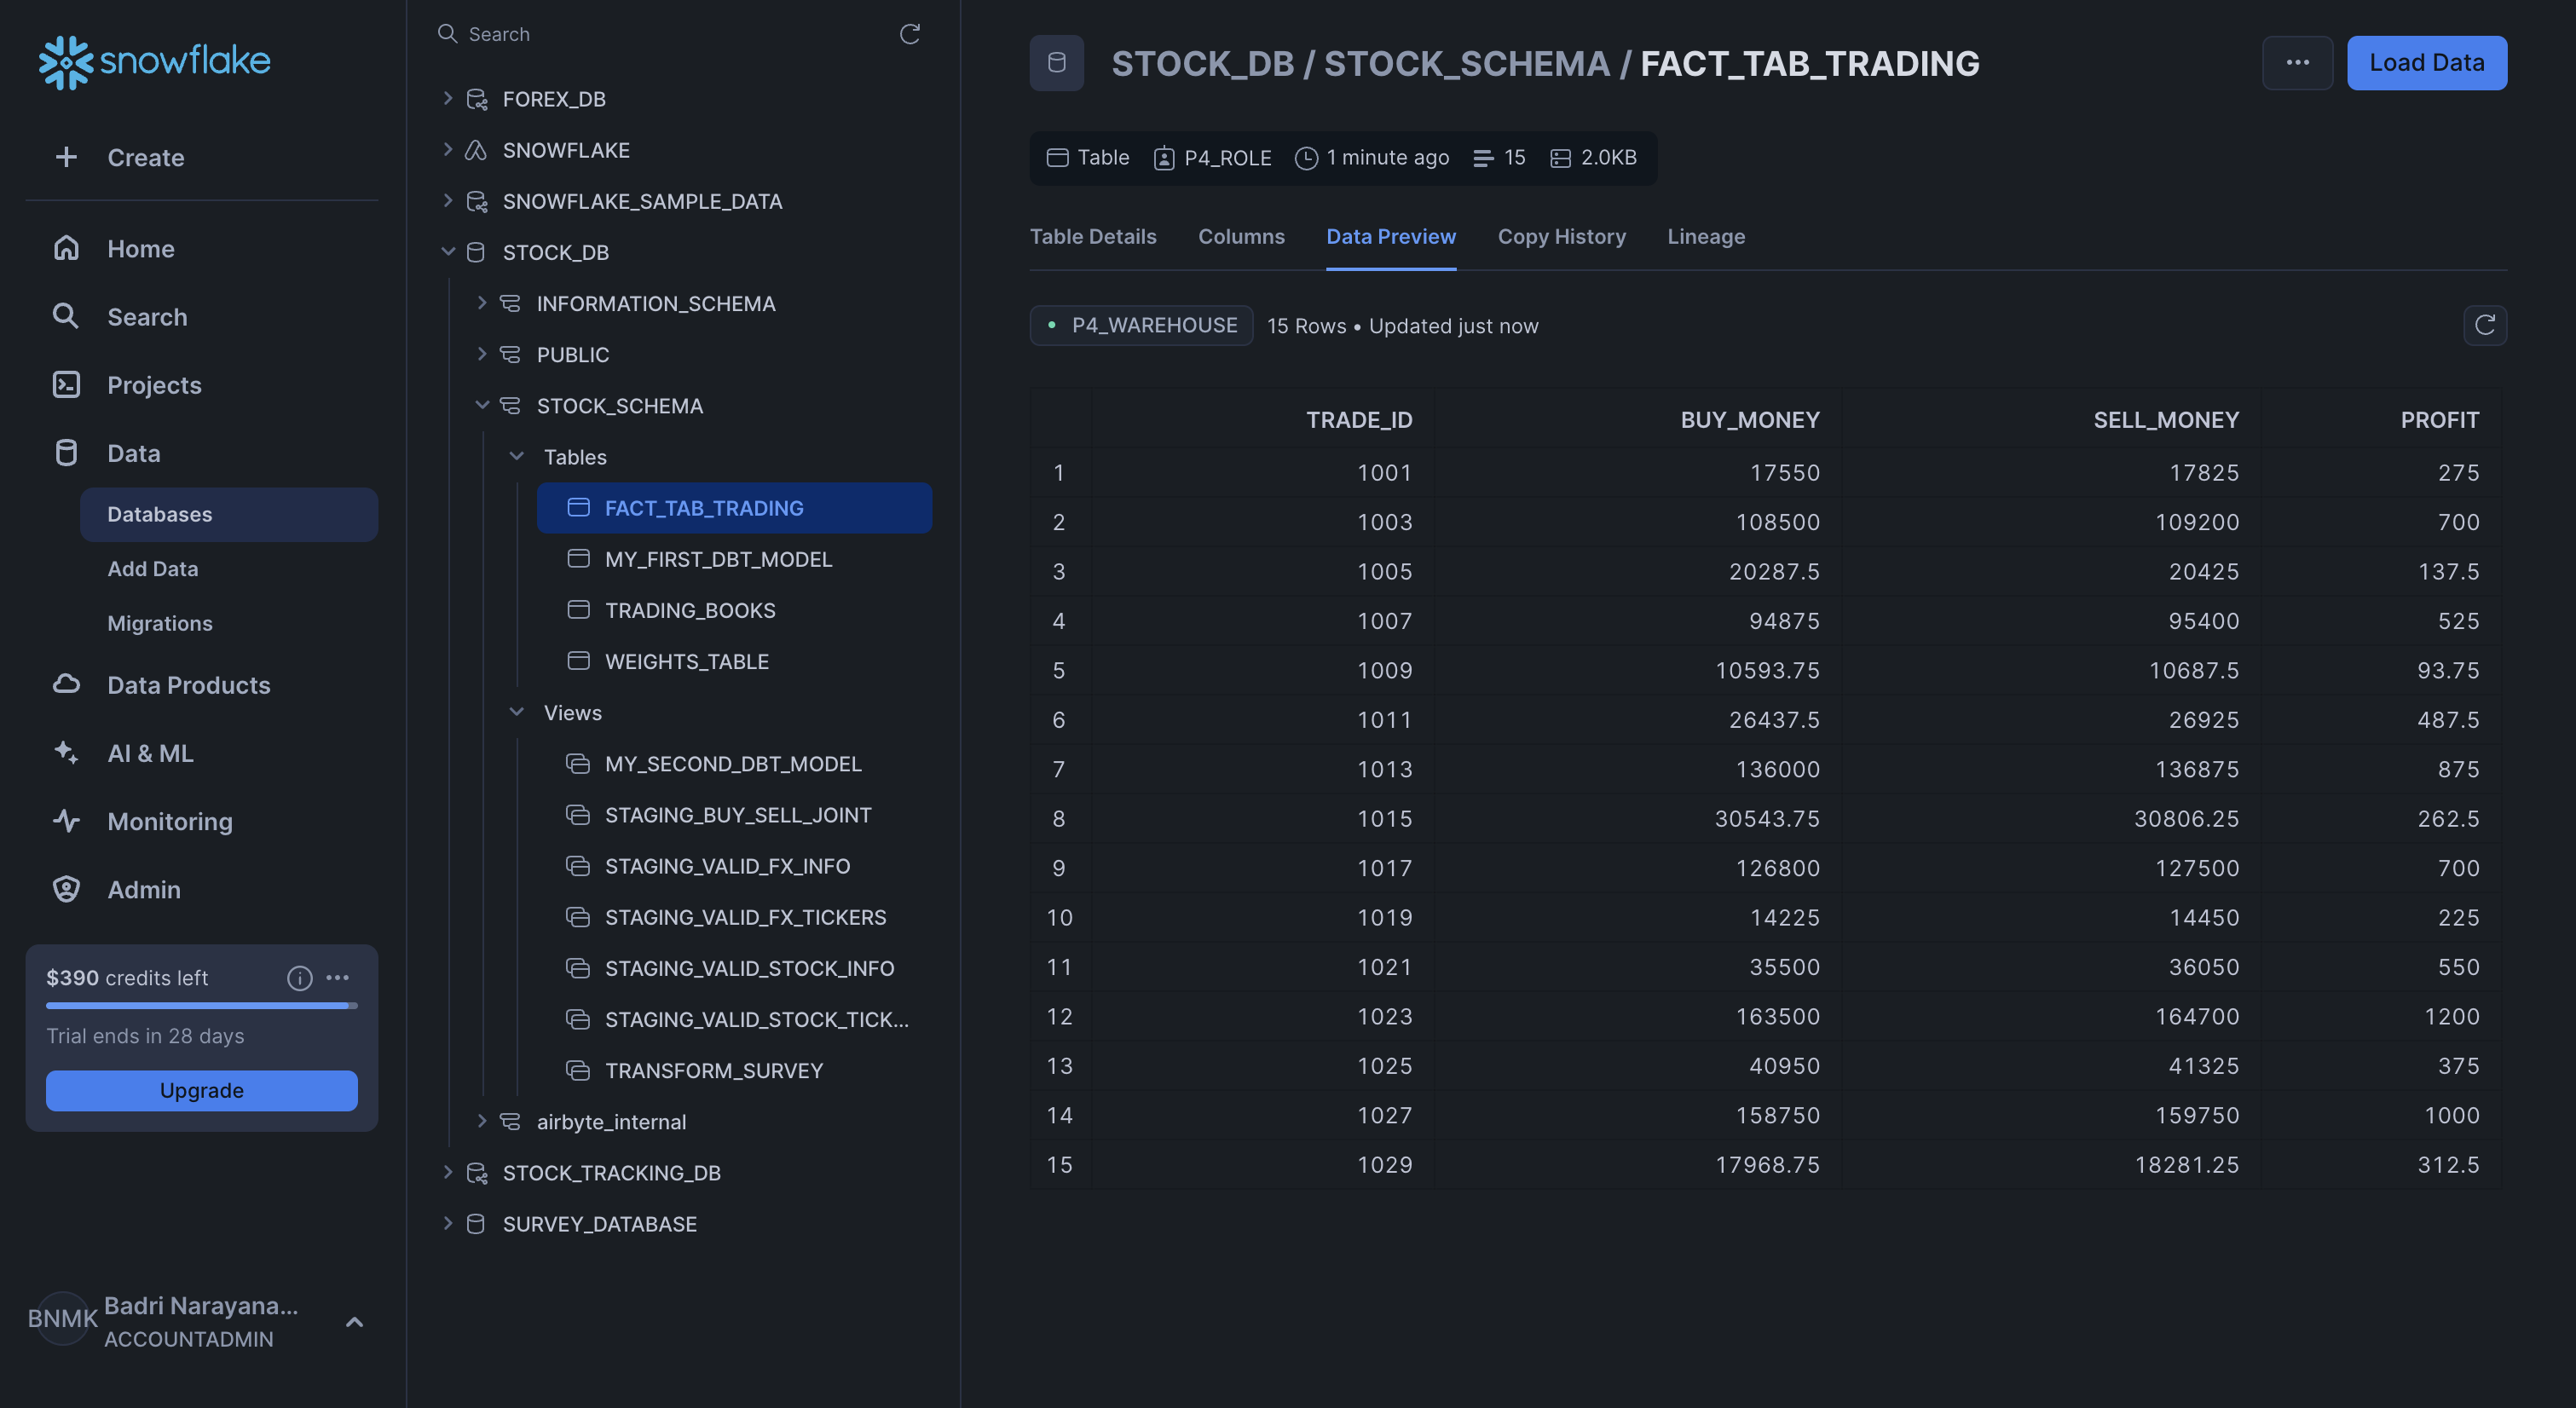 snowflake
Create
Home
Search
Projects
Data
Databases
Add Data
Migrations
Data Products
AI & ML
Monitoring
Admin
$390 credits left
Trial ends in 28 days
Upgrade
BNMK
Badri Narayana...
ACCOUNTADMIN
Search
FOREX_DB
SNOWFLAKE
SNOWFLAKE_SAMPLE_DATA
STOCK_DB
INFORMATION_SCHEMA
PUBLIC
STOCK_SCHEMA
Tables
FACT_TAB_TRADING
MY_FIRST_DBT_MODEL
TRADING_BOOKS
WEIGHTS_TABLE
Views
MY_SECOND_DBT_MODEL
STAGING_BUY_SELL_JOINT
STAGING_VALID_FX_INFO
STAGING_VALID_FX_TICKERS
STAGING_VALID_STOCK_INFO
STAGING_VALID_STOCK_TICK...
TRANSFORM_SURVEY
airbyte_internal
STOCK_TRACKING_DB
SURVEY_DATABASE
STOCK_DB / STOCK_SCHEMA / FACT_TAB_TRADING
... Load Data
Table P4_ROLE 1 minute ago 15 2.0KB
Table Details Columns Data Preview Copy History Lineage
P4_WAREHOUSE 15 Rows • Updated just now
TRADE_ID BUY_MONEY SELL_MONEY PROFIT
1 1001 17550 17825 275
2 1003 108500 109200 700
3 1005 20287.5 20425 137.5
4 1007 94875 95400 525
5 1009 10593.75 10687.5 93.75
6 1011 26437.5 26925 487.5
7 1013 136000 136875 875
8 1015 30543.75 30806.25 262.5
9 1017 126800 127500 700
10 1019 14225 14450 225
11 1021 35500 36050 550
12 1023 163500 164700 1200
13 1025 40950 41325 375
14 1027 158750 159750 1000
15 1029 17968.75 18281.25 312.5